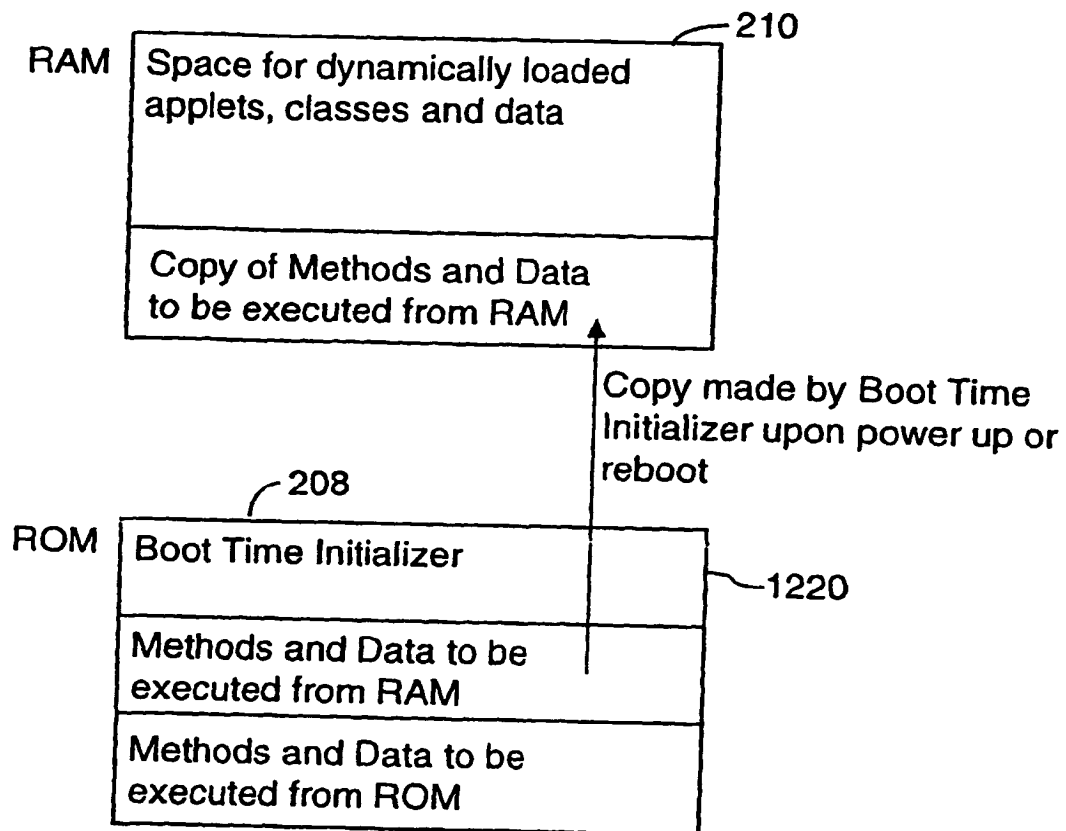 210
RAM
Space for dynamically loaded
applets, classes and data
Copy of Methods and Data
to be executed from RAM
Copy made by Boot Time
Initializer upon power up or
reboot
208
ROM
Boot Time Initializer
1220
Methods and Data to be
executed from RAM
Methods and Data to be
executed from ROM